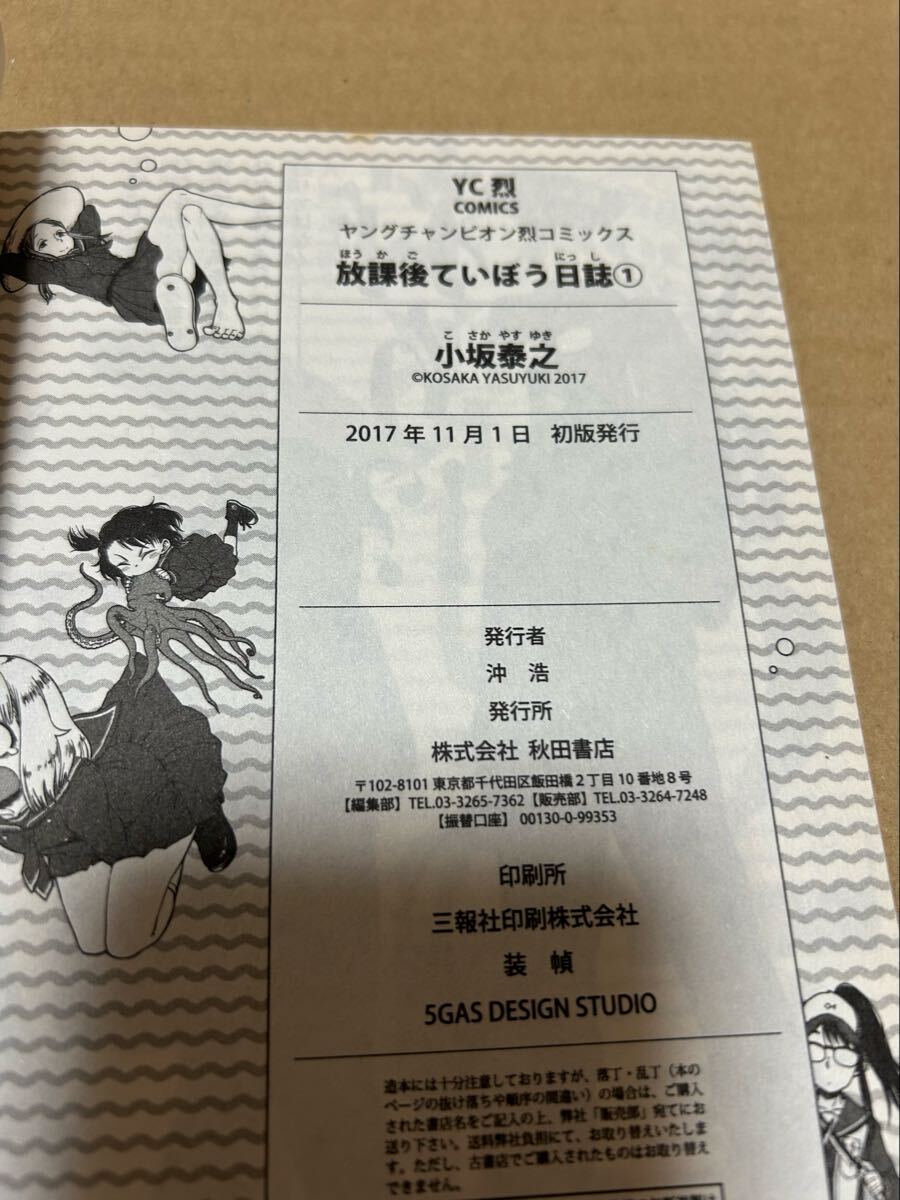 YC 烈
COMICS
ヤングチャンピオン烈コミックス
ほう か ご にっ し
放課後ていぼう日誌①
こ さか やす ゆき
小坂泰之
©KOSAKA YASUYUKI 2017
2017 年 11 月 1 日 初版発行
発行者
沖 浩
発行所
株式会社 秋田書店
〒102-8101 東京都千代田区飯田橋２丁目 10 番地８号
【編集部】TEL.03-3265-7362【販売部】TEL.03-3264-7248
【振替口座】 00130-0-99353
印刷所
三報社印刷株式会社
装 幀
5GAS DESIGN STUDIO
造本には十分注意しておりますが、落丁・乱丁（本の
ページの抜け落ちや順序の間違い）の場合は、ご購入
された書店名をご記入の上、弊社「販売部」宛てにお
送り下さい。送料弊社負担にて、お取り替えいたしま
す。ただし、古書店でご購入されたものはお取り替え
できません。